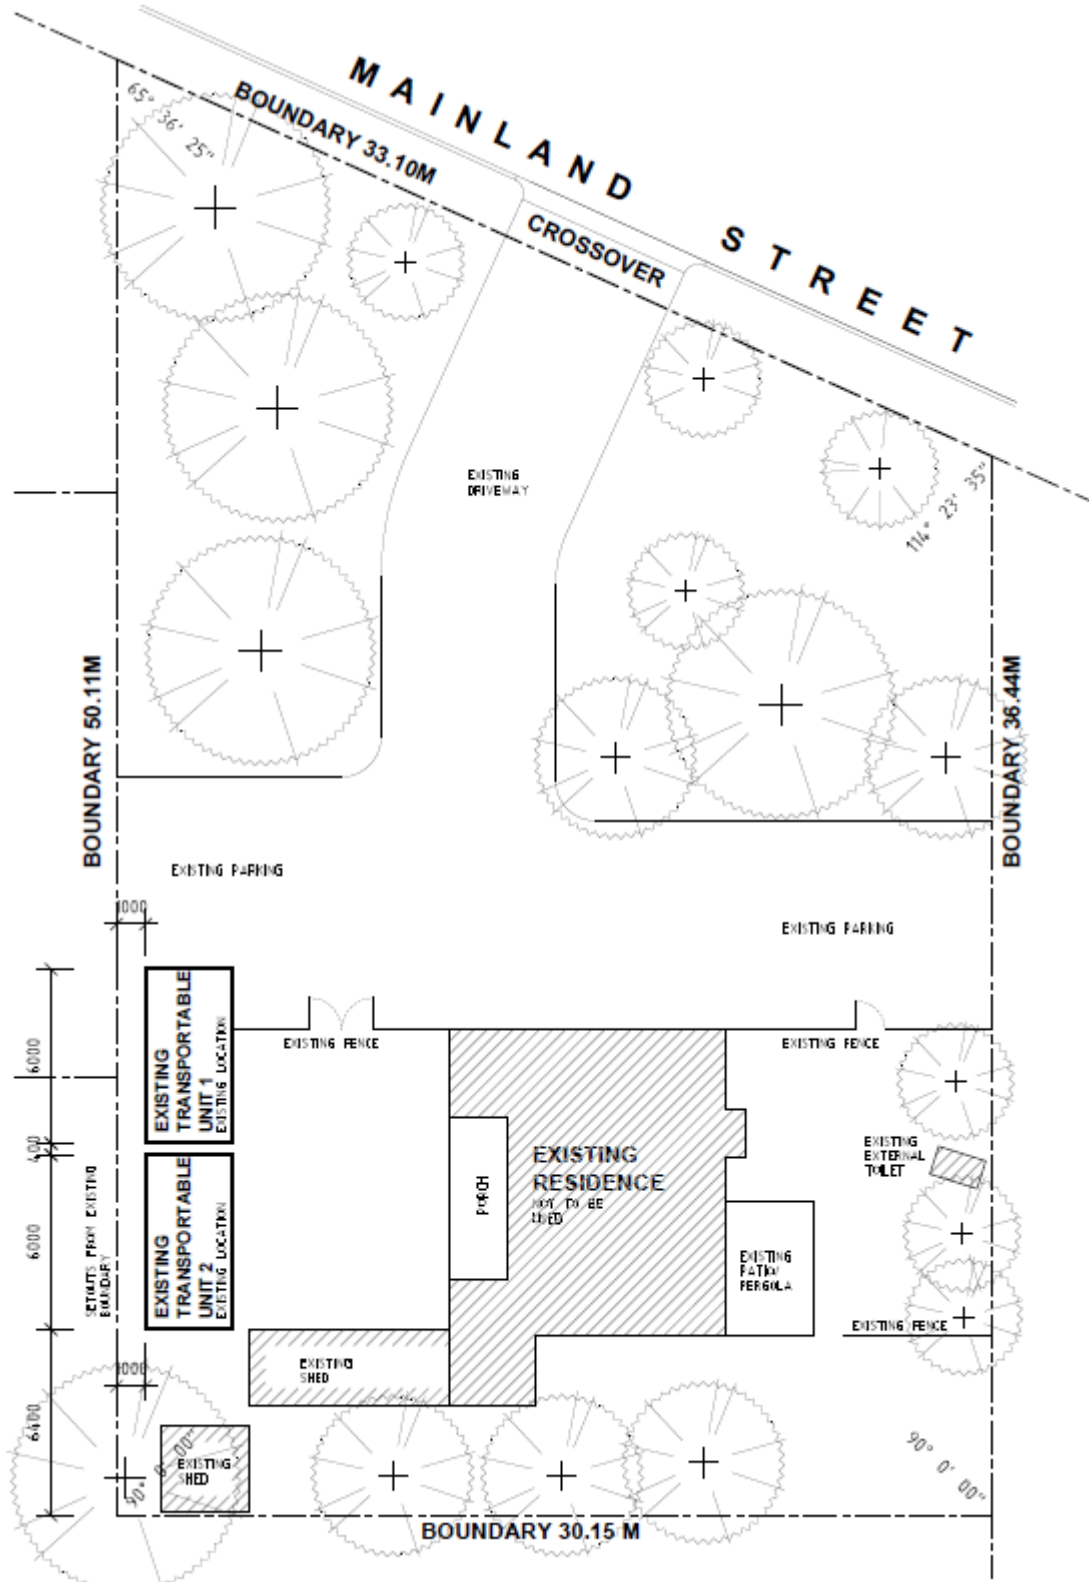 MAINLAND STREET
65° 36' 25"
BOUNDARY 33.10M
CROSSOVER
EXISTING
DRIVEWAY
114° 23' 35"
BOUNDARY 50.11M
BOUNDARY 36.44M
EXISTING PARKING
1000
EXISTING PARKING
6000
EXISTING
TRANSPORTABLE
UNIT 1
EXISTING LOCATION
EXISTING FENCE
EXISTING FENCE
400
EXISTING
RESIDENCE
NOT TO BE
USED
PORCH
EXISTING
EXTERNAL
TOILET
6000
SETOUTS FROM EXISTING
BOUNDARY
EXISTING
TRANSPORTABLE
UNIT 2
EXISTING LOCATION
EXISTING
PATIO/
PERGOLA
EXISTING FENCE
1000
EXISTING
SHED
6400
EXISTING
SHED
90° 0' 00"
90° 0' 00"
BOUNDARY 30.15 M